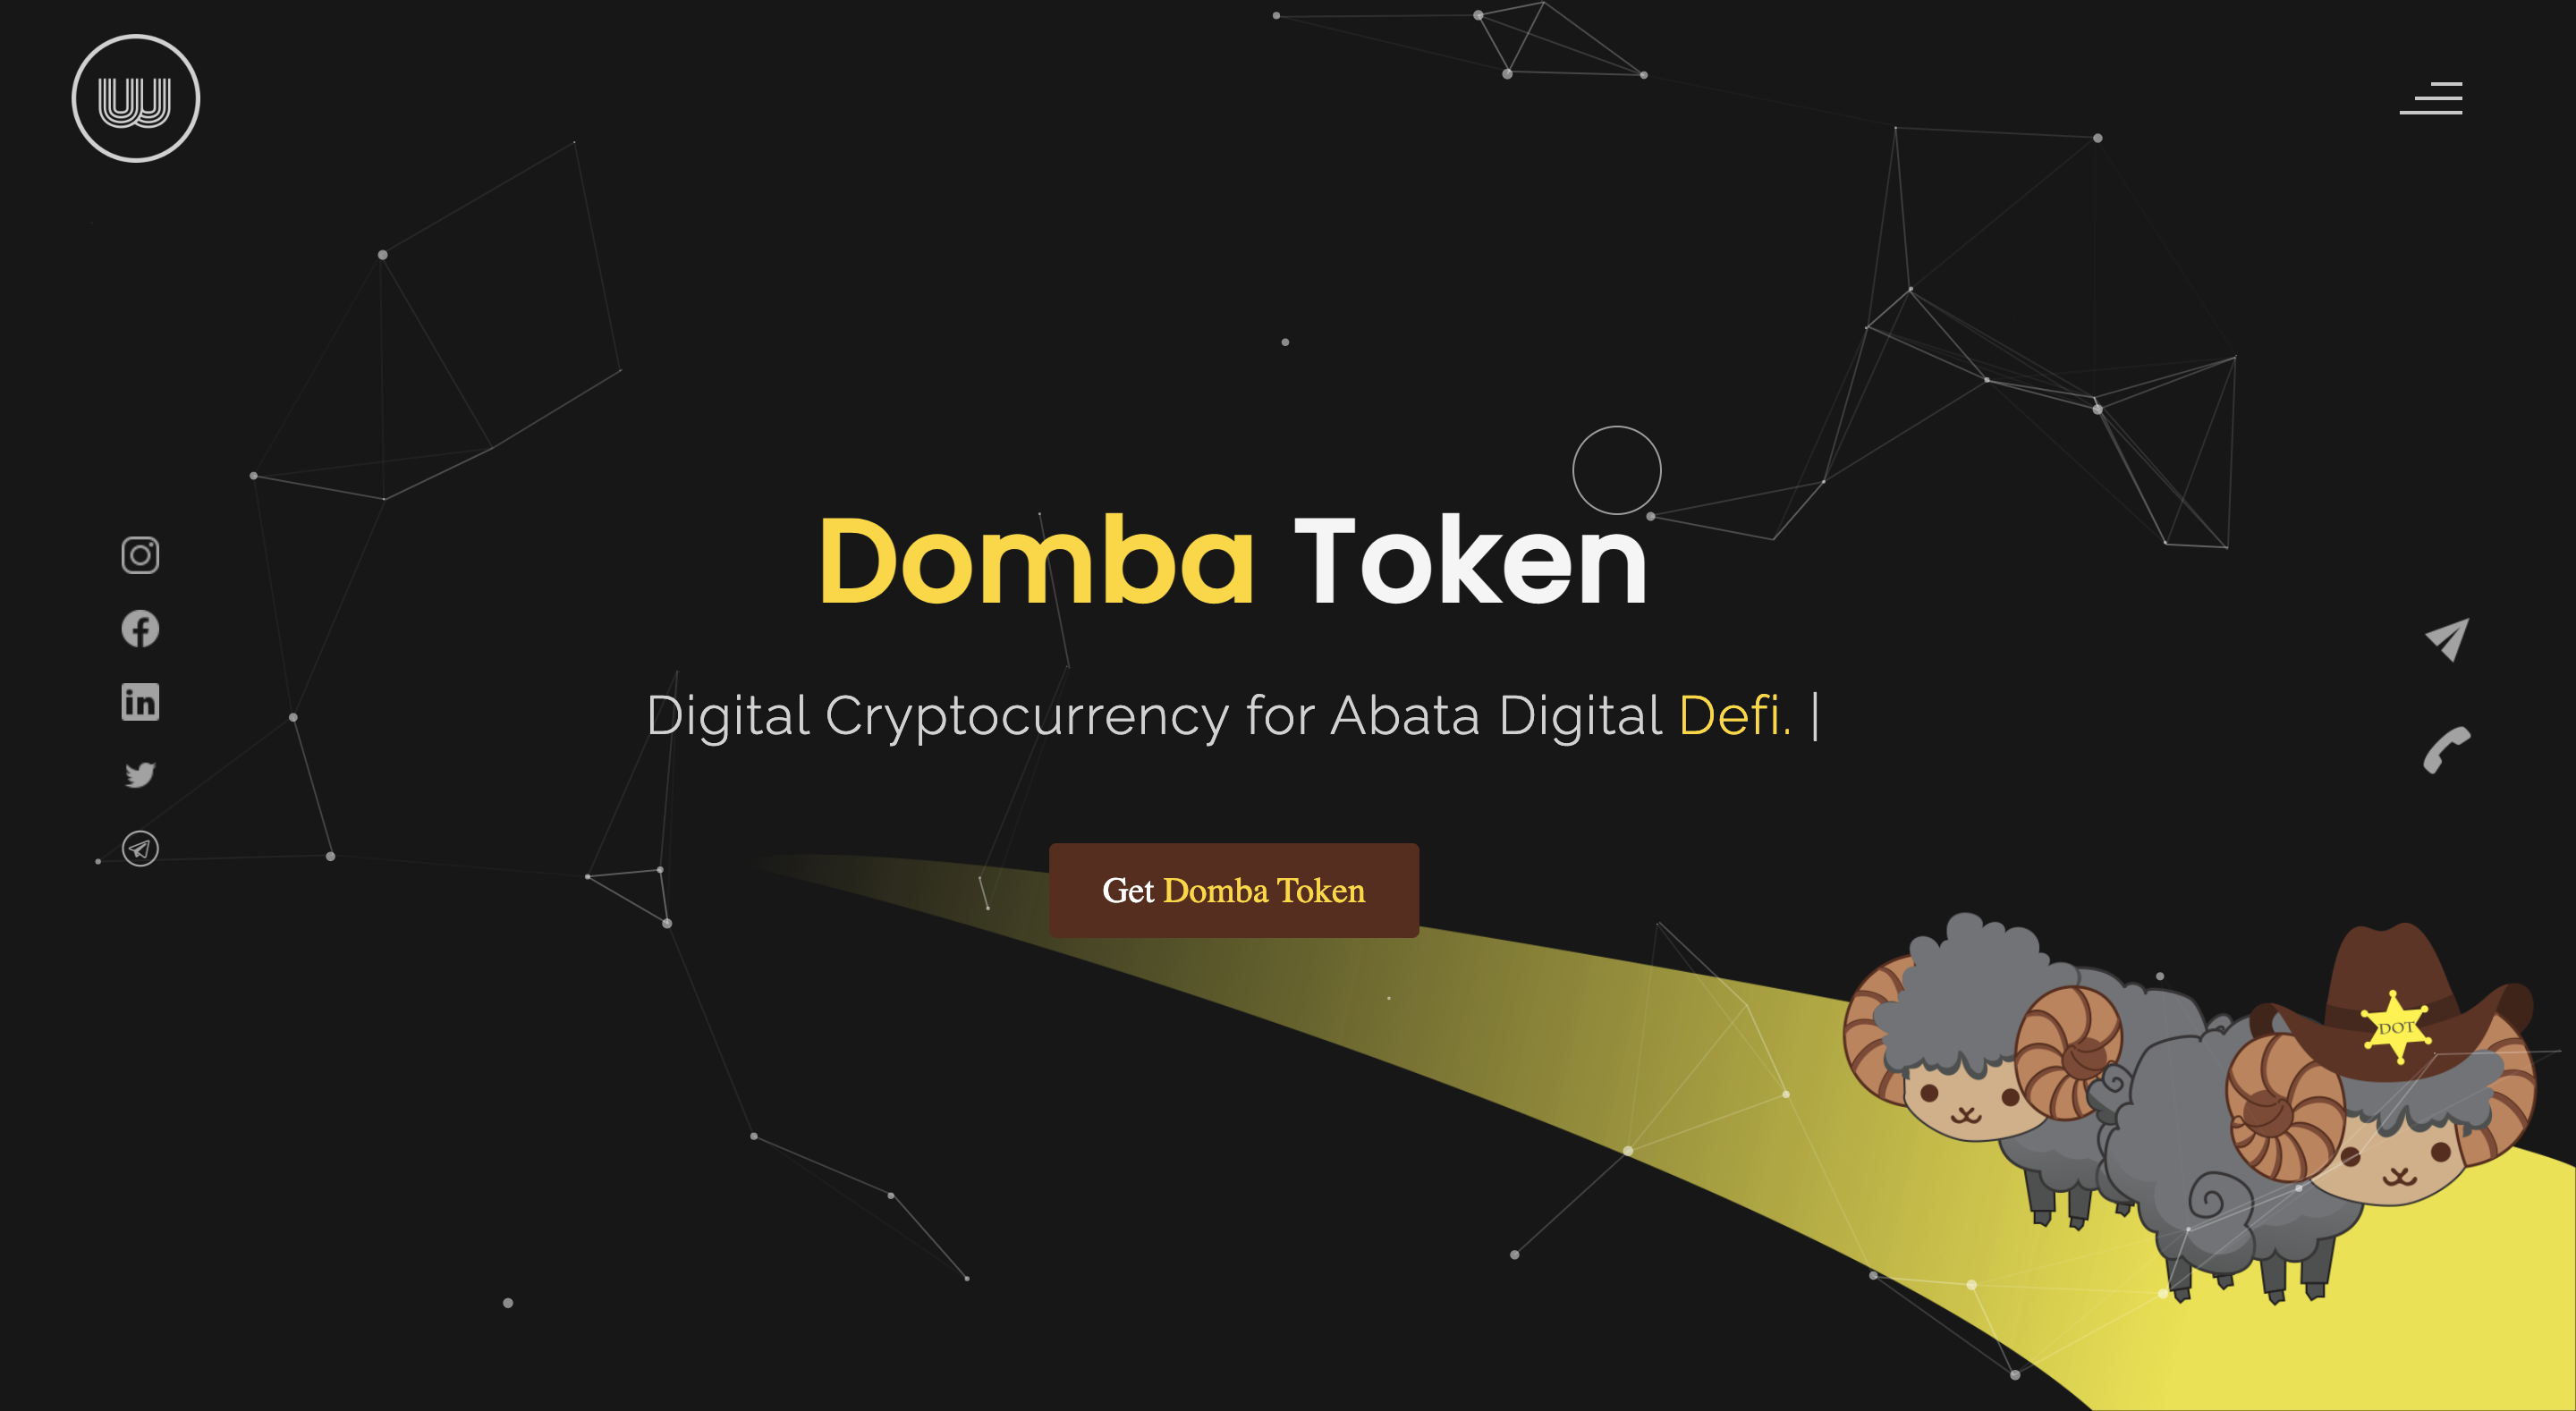 W
Domba Token
Digital Cryptocurrency for Abata Digital Defi. |
Get Domba Token
DOT